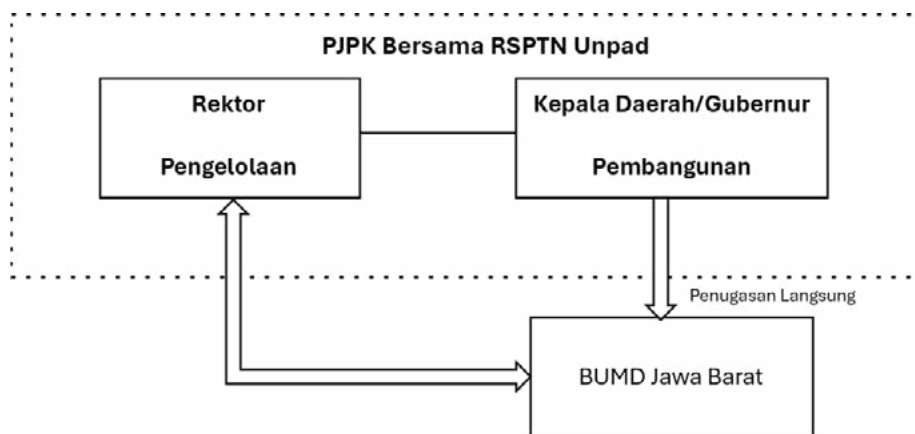 PJPK Bersama RSPTN Unpad
Rektor
Pengelolaan
Kepala Daerah/Gubernur
Pembangunan
Penugasan Langsung
BUMD Jawa Barat